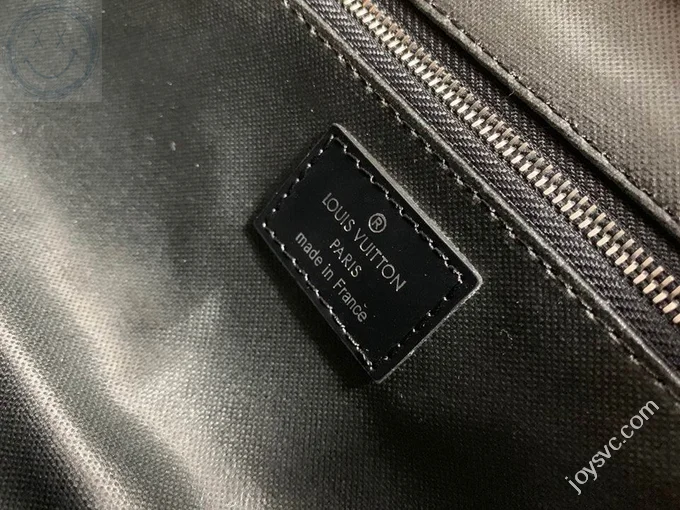 ®
LOUIS VUITTON
PARIS
made in France
joysvc.com